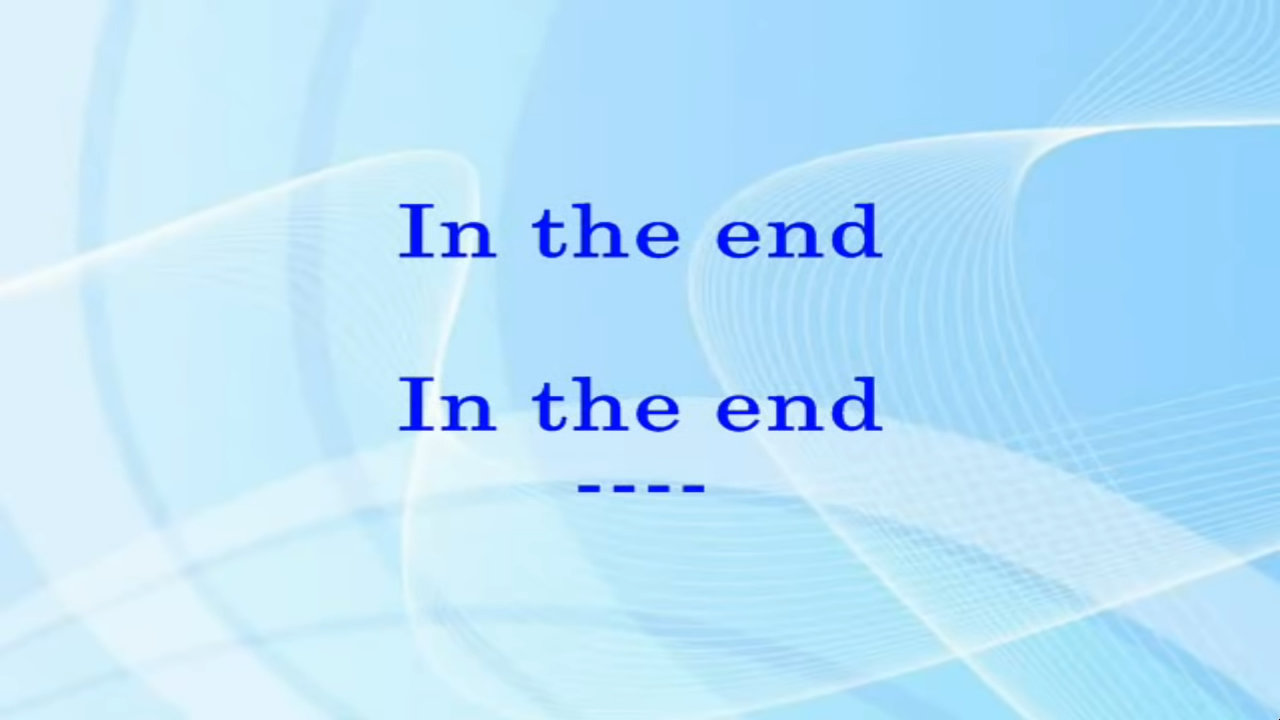 In the end
In the end
----